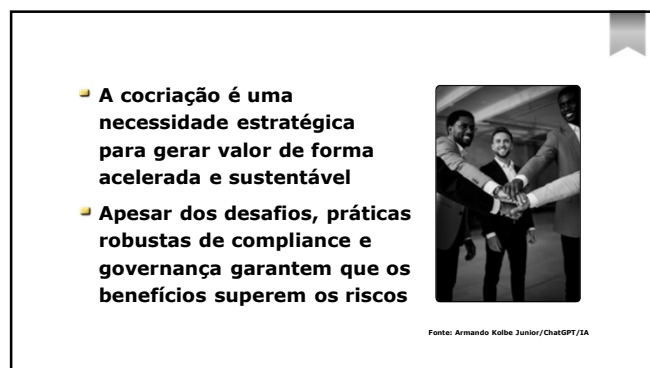 A cocriação é uma
necessidade estratégica
para gerar valor de forma
acelerada e sustentável
Apesar dos desafios, práticas
robustas de compliance e
governança garantem que os
benefícios superem os riscos
Fonte: Armando Kolbe Junior/ChatGPT/IA